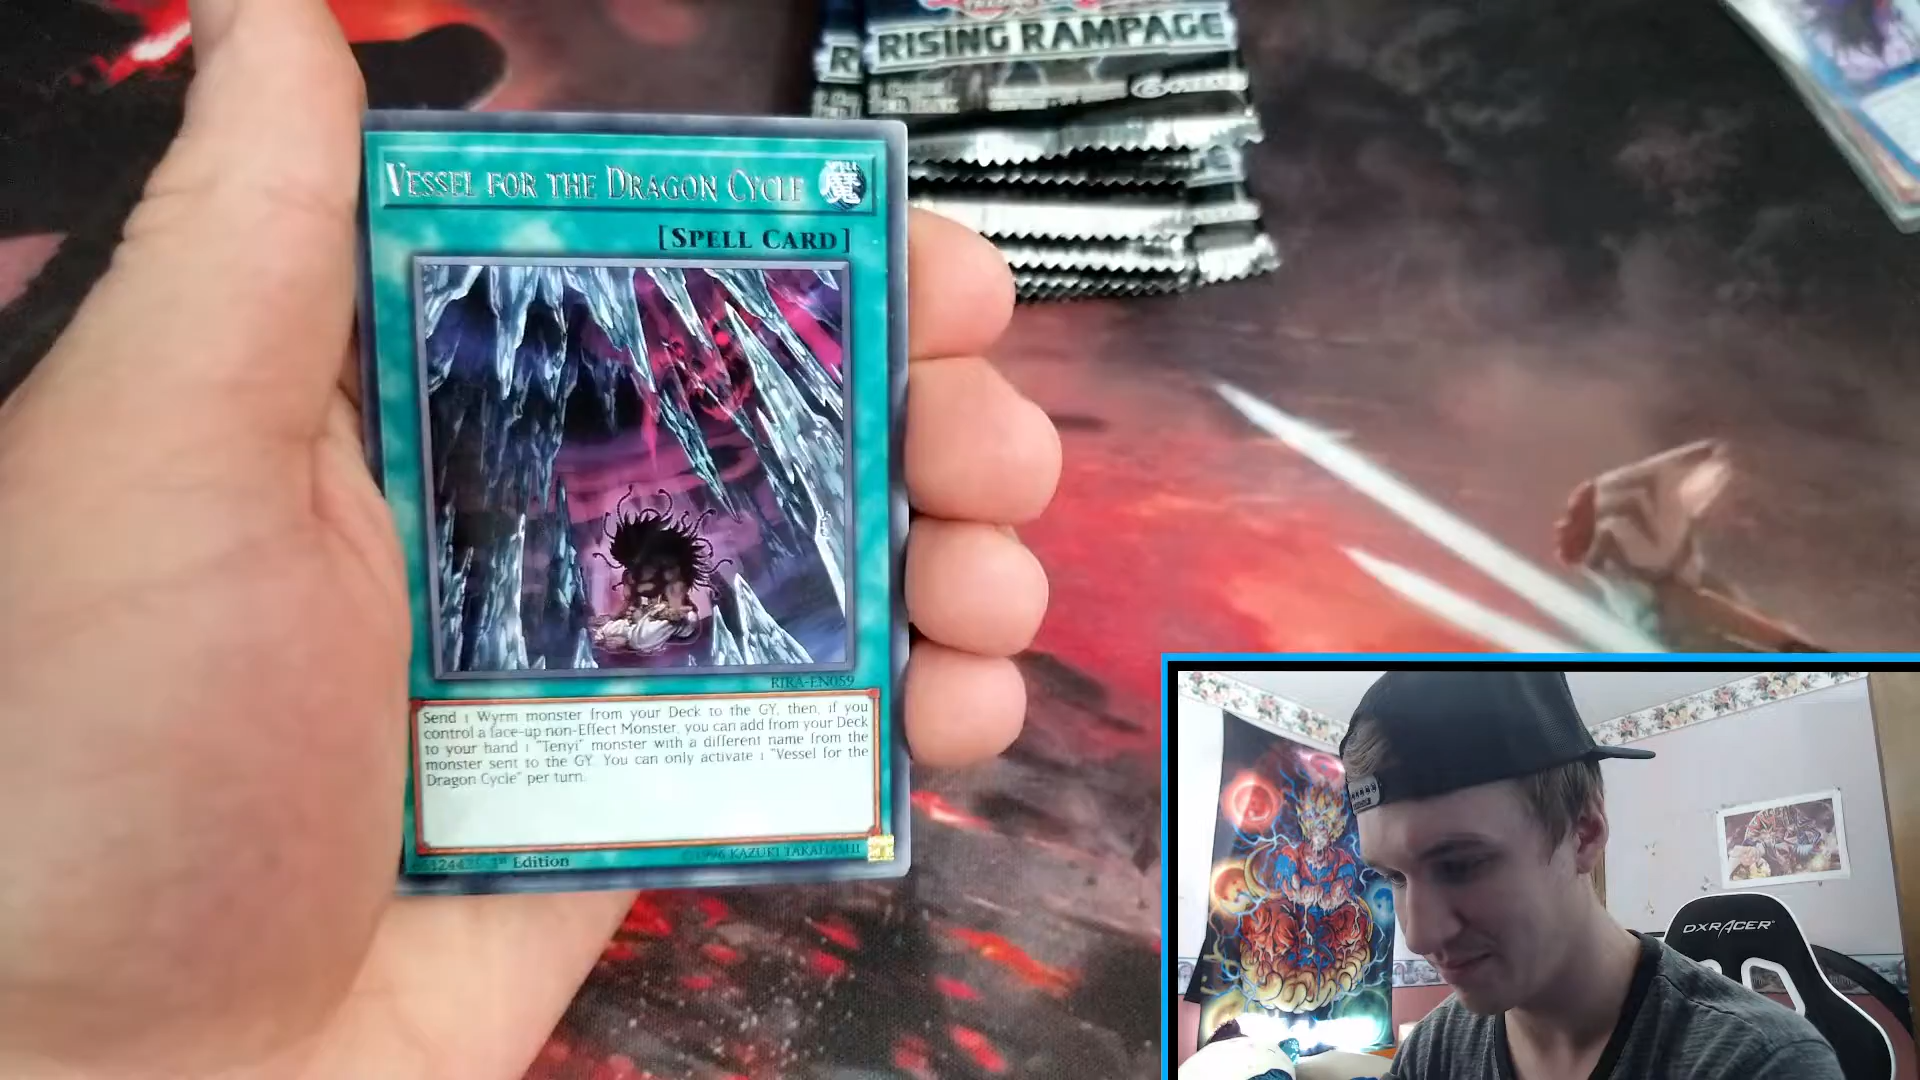 RISING RAMPAGE
VESSEL FOR THE DRAGON CYCLE
[SPELL CARD]
RIRA-EN059
Send 1 Wyrm monster from your Deck to the GY, then, if you
control a face-up non-Effect Monster, you can add from your Deck
to your hand 1 "Tenyi" monster with a different name from the
monster sent to the GY. You can only activate 1 "Vessel for the
Dragon Cycle" per turn.
1st Edition
©1996 KAZUKI TAKAHASHI
DXRACER